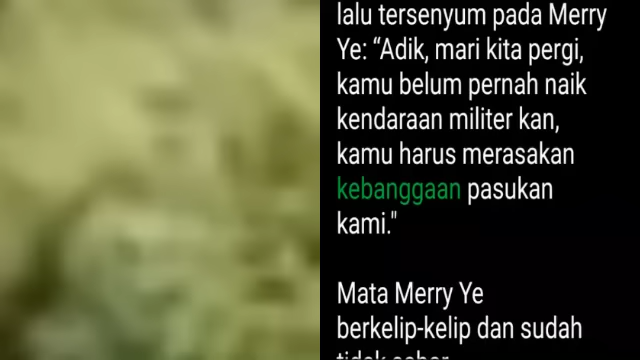 lalu tersenyum pada Merry
Ye: “Adik, mari kita pergi,
kamu belum pernah naik
kendaraan militer kan,
kamu harus merasakan
kebanggaan pasukan
kami."
Mata Merry Ye
berkelip-kelip dan sudah